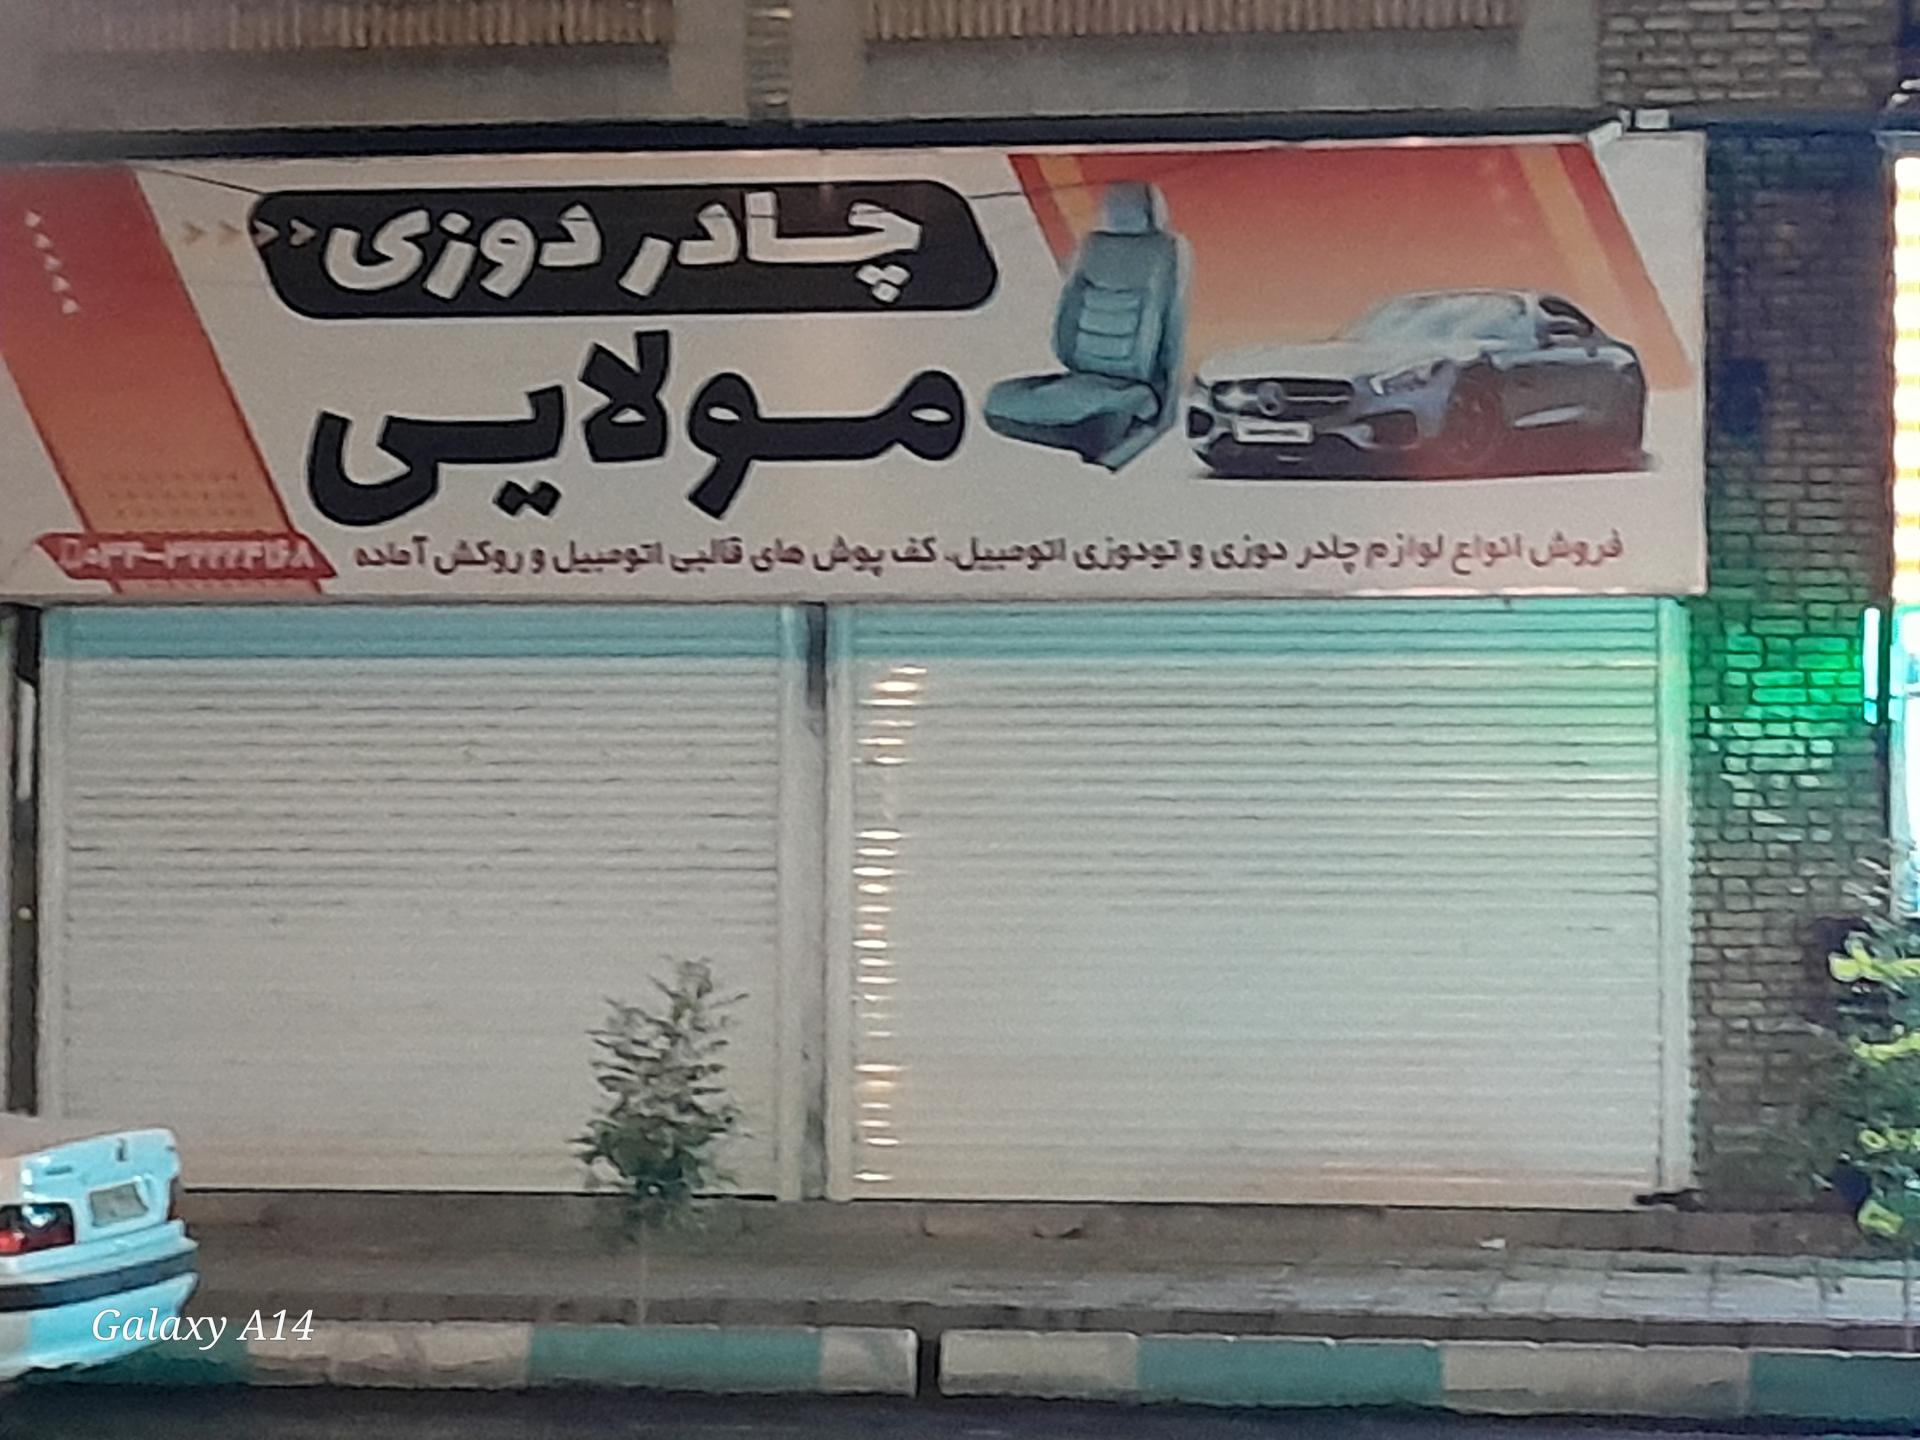 چادر دوزی
مولایی
فروش انواع لوازم چادر دوزی و تودوزی اتومبیل، کف پوش های قالبی اتومبیل و روکش آماده
Galaxy A14